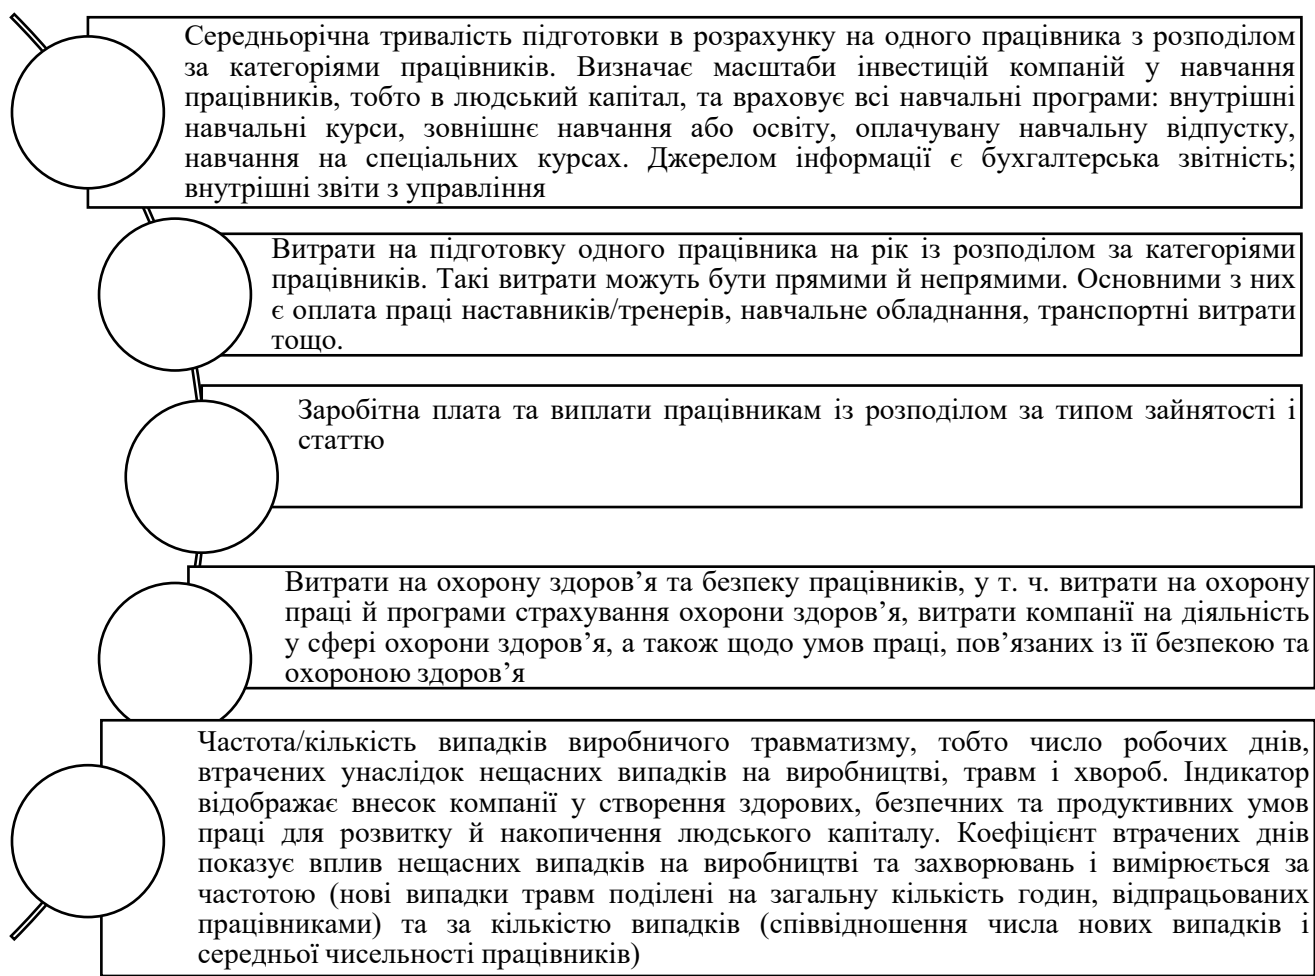 Середньорічна тривалість підготовки в розрахунку на одного працівника з розподілом
за категоріями працівників. Визначає масштаби інвестицій компаній у навчання
працівників, тобто в людський капітал, та враховує всі навчальні програми: внутрішні
навчальні курси, зовнішнє навчання або освіту, оплачувану навчальну відпустку,
навчання на спеціальних курсах. Джерелом інформації є бухгалтерська звітність;
внутрішні звіти з управління
Витрати на підготовку одного працівника на рік із розподілом за категоріями
працівників. Такі витрати можуть бути прямими й непрямими. Основними з них
є оплата праці наставників/тренерів, навчальне обладнання, транспортні витрати
тощо.
Заробітна плата та виплати працівникам із розподілом за типом зайнятості і
статтю
Витрати на охорону здоров’я та безпеку працівників, у т. ч. витрати на охорону
праці й програми страхування охорони здоров’я, витрати компанії на діяльність
у сфері охорони здоров’я, а також щодо умов праці, пов’язаних із її безпекою та
охороною здоров’я
Частота/кількість випадків виробничого травматизму, тобто число робочих днів,
втрачених унаслідок нещасних випадків на виробництві, травм і хвороб. Індикатор
відображає внесок компанії у створення здорових, безпечних та продуктивних умов
праці для розвитку й накопичення людського капіталу. Коефіцієнт втрачених днів
показує вплив нещасних випадків на виробництві та захворювань і вимірюється за
частотою (нові випадки травм поділені на загальну кількість годин, відпрацьованих
працівниками) та за кількістю випадків (співвідношення числа нових випадків і
середньої чисельності працівників)